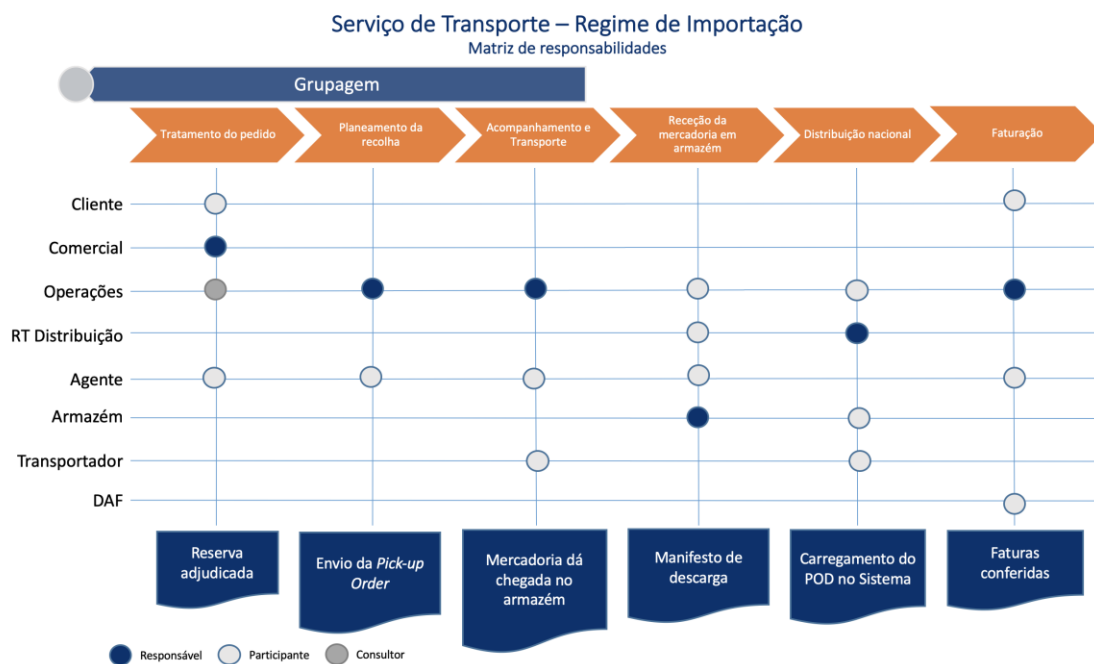 Serviço de Transporte – Regime de Importação
Matriz de responsabilidades
Grupagem
Tratamento do pedido
Planeamento da
recolha
Acompanhamento e
Transporte
Receção da
mercadoria em
armazém
Distribuição nacional
Faturação
Cliente
Comercial
Operações
RT Distribuição
Agente
Armazém
Transportador
DAF
Reserva
adjudicada
Envio da Pick-up
Order
Mercadoria dá
chegada no
armazém
Manifesto de
descarga
Carregamento do
POD no Sistema
Faturas
conferidas
Responsável
Participante
Consultor